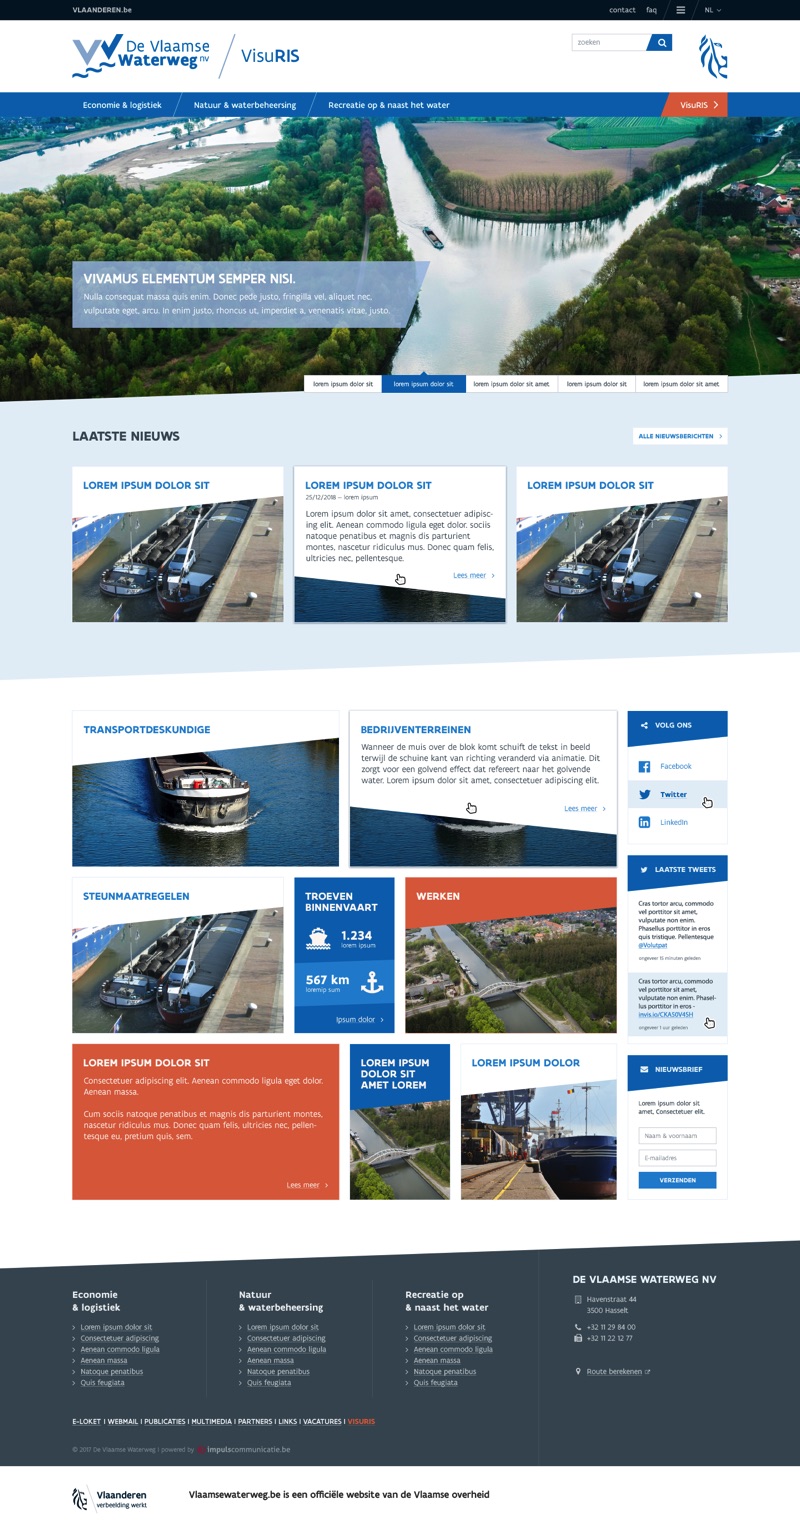 VLAANDEREN.be
contact faq NL
De Vlaamse
Waterweg nv
VisuRIS
zoeken
Economie & logistiek
Natuur & waterbeheersing
Recreatie op & naast het water
VisuRIS
VIVAMUS ELEMENTUM SEMPER NISI.
Nulla consequat massa quis enim. Donec pede justo, fringilla vel, aliquet nec,
vulputate eget, arcu. In enim justo, rhoncus ut, imperdiet a, venenatis vitae, justo.
lorem ipsum dolor sit
lorem ipsum dolor sit
lorem ipsum dolor sit amet
lorem ipsum dolor sit
lorem ipsum dolor sit amet
LAATSTE NIEUWS
ALLE NIEUWSBERICHTEN
LOREM IPSUM DOLOR SIT
LOREM IPSUM DOLOR SIT
25/12/2018 – lorem ipsum
Lorem ipsum dolor sit amet, consectetuer adipisc-
ing elit. Aenean commodo ligula eget dolor. sociis
natoque penatibus et magnis dis parturient
montes, nascetur ridiculus mus. Donec quam felis,
ultricies nec, pellentesque.
Lees meer
LOREM IPSUM DOLOR SIT
TRANSPORTDESKUNDIGE
BEDRIJVENTERREINEN
Wanneer de muis over de blok komt schuift de tekst in beeld
terwijl de schuine kant van richting veranderd via animatie. Dit
zorgt voor een golvend effect dat refereert naar het golvende
water. Lorem ipsum dolor sit amet, consectetuer adipiscing elit.
Lees meer
VOLG ONS
Facebook
Twitter
LinkedIn
STEUNMAATREGELEN
TROEVEN
BINNENVAART
1.234
lorem ipsum
567 km
loremip sum
Ipsum dolor
WERKEN
LAATSTE TWEETS
Cras tortor arcu, commodo
vel porttitor sit amet,
vulputate non enim.
Phasellus porttitor in eros
quis tristique. Pellentesque
@Volutpat
ongeveer 15 minuten geleden
Cras tortor arcu, commodo
vel porttitor sit amet,
vulputate non enim. Phasel-
lus porttitor in eros -
invis.io/CKA50V45H
ongeveer 1 uur geleden
LOREM IPSUM DOLOR SIT
Consectetuer adipiscing elit. Aenean commodo ligula eget dolor.
Aenean massa.
Cum sociis natoque penatibus et magnis dis parturient montes,
nascetur ridiculus mus. Donec quam felis, ultricies nec, pellen-
tesque eu, pretium quis, sem.
Lees meer
LOREM IPSUM
DOLOR SIT
AMET LOREM
LOREM IPSUM DOLOR
NIEUWSBRIEF
Lorem ipsum dolor sit
amet, Consectetuer elit.
Naam & voornaam
E-mailadres
VERZENDEN
Economie
& logistiek
Lorem ipsum dolor sit
Consectetuer adipiscing
Aenean commodo ligula
Aenean massa
Natoque penatibus
Quis feugiata
Natuur
& waterbeheersing
Lorem ipsum dolor sit
Consectetuer adipiscing
Aenean commodo ligula
Aenean massa
Natoque penatibus
Quis feugiata
Recreatie op
& naast het water
Lorem ipsum dolor sit
Consectetuer adipiscing
Aenean commodo ligula
Aenean massa
Natoque penatibus
Quis feugiata
DE VLAAMSE WATERWEG NV
Havenstraat 44
3500 Hasselt
+32 11 29 84 00
+32 11 22 12 77
Route berekenen
E-LOKET | WEBMAIL | PUBLICATIES | MULTIMEDIA | PARTNERS | LINKS | VACATURES | VISURIS
© 2017 De Vlaamse Waterweg | powered by impulscommunicatie.be
Vlaanderen
verbeelding werkt
Vlaamsewaterweg.be is een officiële website van de Vlaamse overheid